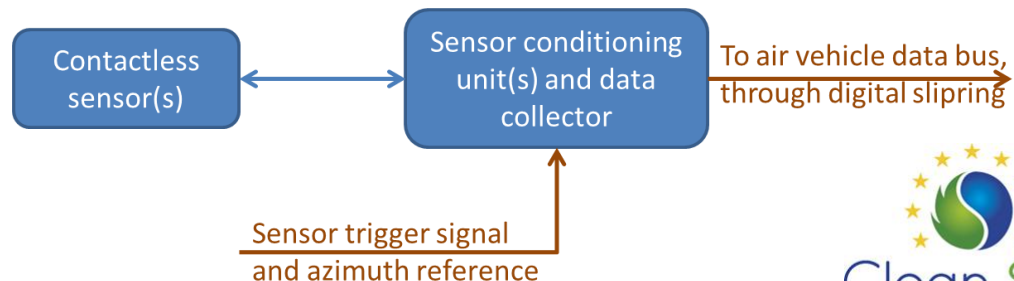 Contactless
sensor(s)
Sensor conditioning
unit(s) and data
collector
To air vehicle data bus,
through digital slipring
Sensor trigger signal
and azimuth reference
Clean